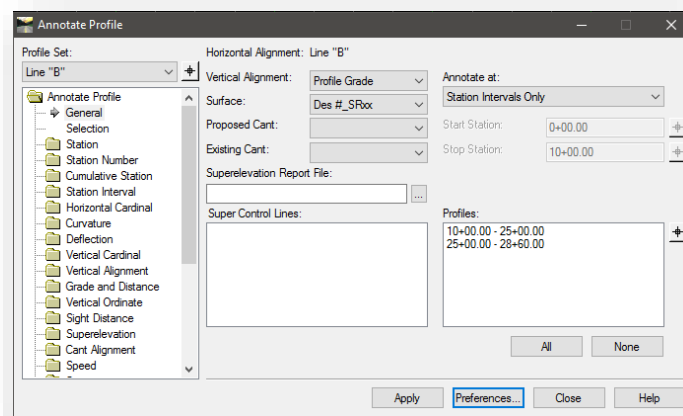 Annotate Profile
Profile Set:
Line "B"
Annotate Profile
General
Selection
Station
Station Number
Cumulative Station
Station Interval
Horizontal Cardinal
Curvature
Deflection
Vertical Cardinal
Vertical Alignment
Grade and Distance
Vertical Ordinate
Sight Distance
Superelevation
Cant Alignment
Speed
Horizontal Alignment: Line "B"
Vertical Alignment: Profile Grade
Surface: Des #_SRxx
Proposed Cant:
Existing Cant:
Superelevation Report File:
...
Super Control Lines:
Annotate at:
Station Intervals Only
Start Station: 0+00.00
Stop Station: 10+00.00
Profiles:
10+00.00 - 25+00.00
25+00.00 - 28+60.00
All None
Apply Preferences... Close Help